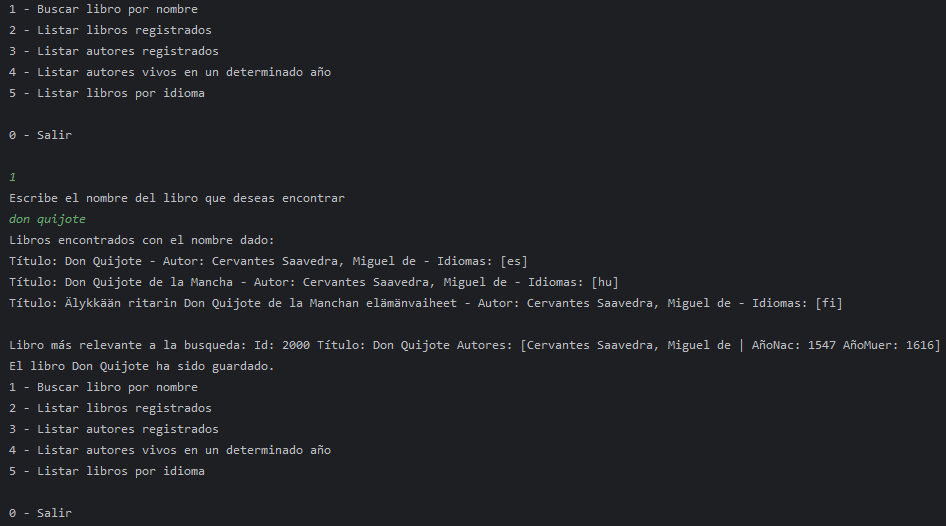 1 - Buscar libro por nombre
2 - Listar libros registrados
3 - Listar autores registrados
4 - Listar autores vivos en un determinado año
5 - Listar libros por idioma
0 - Salir
1
Escribe el nombre del libro que deseas encontrar
don quijote
Libros encontrados con el nombre dado:
Título: Don Quijote - Autor: Cervantes Saavedra, Miguel de - Idiomas: [es]
Título: Don Quijote de la Mancha - Autor: Cervantes Saavedra, Miguel de - Idiomas: [hu]
Título: Älykkään ritarin Don Quijote de la Manchan elämänvaiheet - Autor: Cervantes Saavedra, Miguel de - Idiomas: [fi]
Libro más relevante a la busqueda: Id: 2000 Título: Don Quijote Autores: [Cervantes Saavedra, Miguel de | AñoNac: 1547 AñoMuer: 1616]
El libro Don Quijote ha sido guardado.
1 - Buscar libro por nombre
2 - Listar libros registrados
3 - Listar autores registrados
4 - Listar autores vivos en un determinado año
5 - Listar libros por idioma
0 - Salir